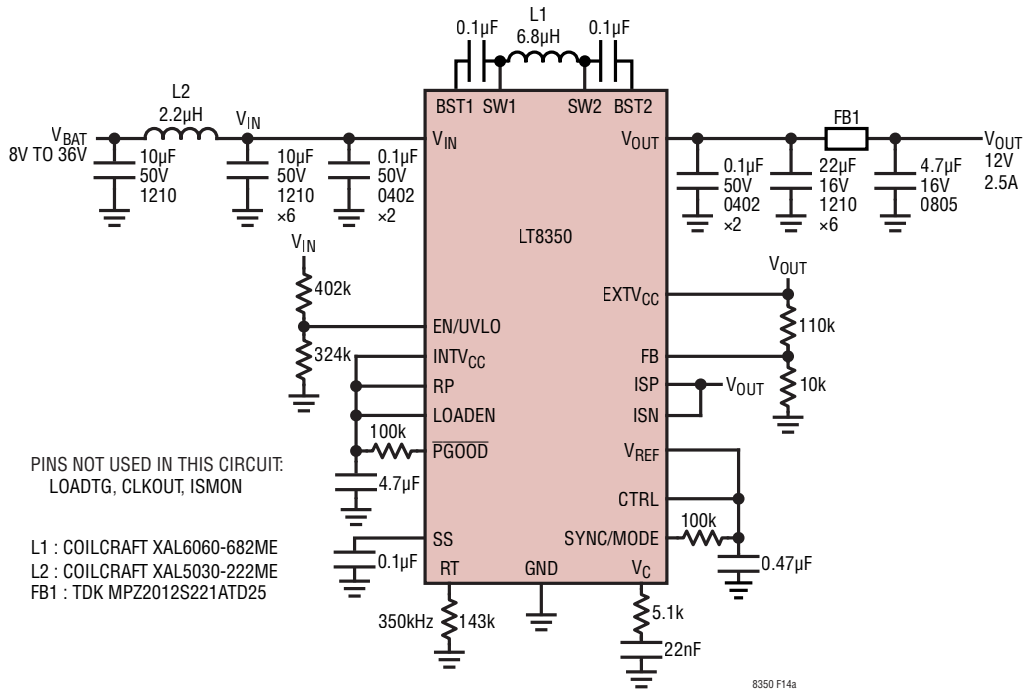 L1
6.8µH
0.1µF
0.1µF
BST1
SW1
SW2
BST2
L2
2.2µH
V_BAT
8V TO 36V
V_IN
10µF
50V
1210
10µF
50V
1210
×6
0.1µF
50V
0402
×2
V_IN
V_OUT
0.1µF
50V
0402
×2
22µF
16V
1210
×6
FB1
4.7µF
16V
0805
V_OUT
12V
2.5A
LT8350
V_IN
402k
324k
EN/UVLO
INTV_CC
RP
LOADEN
100k
PGOOD
4.7µF
SS
0.1µF
RT
350kHz
143k
GND
V_C
5.1k
22nF
V_OUT
EXTV_CC
110k
FB
10k
ISP
V_OUT
ISN
V_REF
CTRL
100k
SYNC/MODE
0.47µF
PINS NOT USED IN THIS CIRCUIT:
LOADTG, CLKOUT, ISMON
L1 : COILCRAFT XAL6060-682ME
L2 : COILCRAFT XAL5030-222ME
FB1 : TDK MPZ2012S221ATD25
8350 F14a